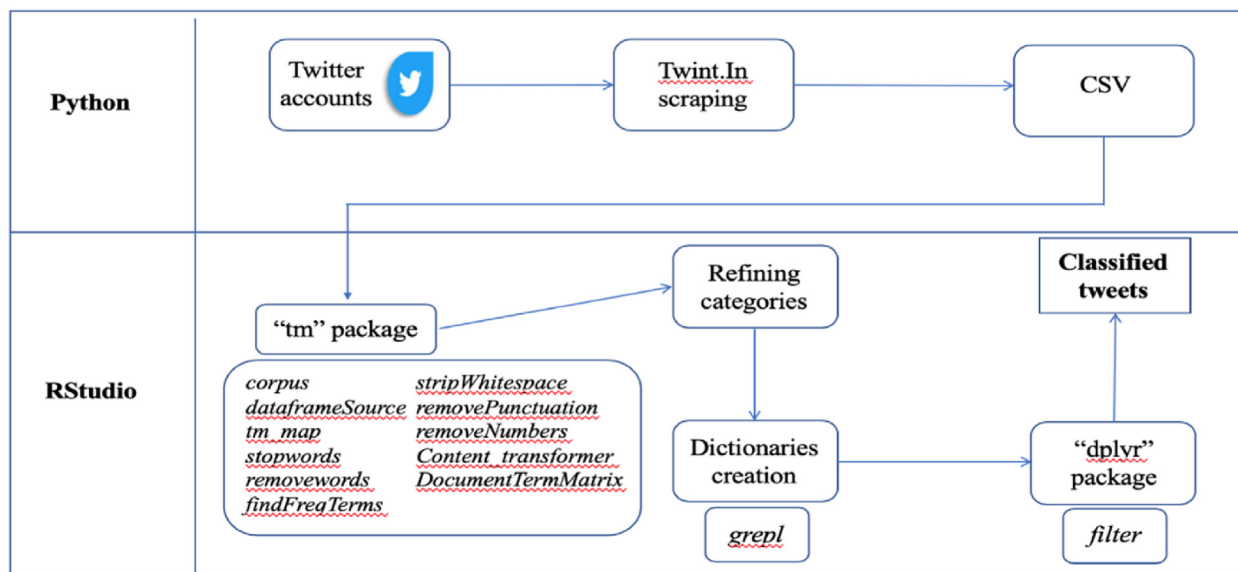 Python
Twitter
accounts
Twint.In
scraping
CSV
RStudio
"tm" package
corpus
dataframeSource
tm_map
stopwords
removewords
findFreqTerms
stripWhitespace
removePunctuation
removeNumbers
Content_transformer
DocumentTermMatrix
Refining
categories
Dictionaries
creation
grepl
Classified
tweets
"dplvr"
package
filter